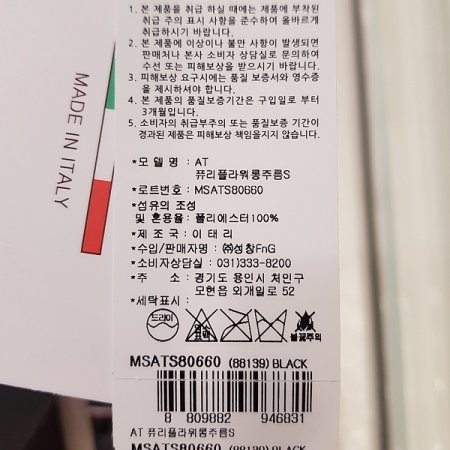 1. 본 제품을 취급 하실 때에는 제품에 부착된
취급 주의 표시 사항을 준수하여 올바르게
취급하시기 바랍니다.
2. 본 제품에 이상이나 불만 사항이 발생되면
판매처나 본사 소비자 상담실로 문의하여
수선 또는 피해보상을 받으시기 바랍니다.
3. 피해보상 요구시에는 품질 보증서와 영수증
을 제시하셔야 합니다.
4. 본 제품의 품질보증기간은 구입일로 부터
3개월입니다.
5. 소비자의 취급부주의 또는 품질보증 기간이
경과된 제품은 피해보상 책임을지지 않습니다.
*모 델 명 : AT
퓨리플라워롱주름S
*로트번호 : MSATS80660
*섬유의 조성
및 혼용율 : 폴리에스터100%
*제 조 국 : 이 태 리
*수입/판매자명 : ㈜성창FnG
*소비자상담실 : 031)333-8200
*주 소 : 경기도 용인시 처인구
모현읍 외개일로 52
*세탁표시 :
드라이
불꽃주의
MSATS80660 (88139) BLACK
8 809882 946831
AT 퓨리플라워롱주름S
MSATS80660 (88139) BLACK
MADE IN ITALY